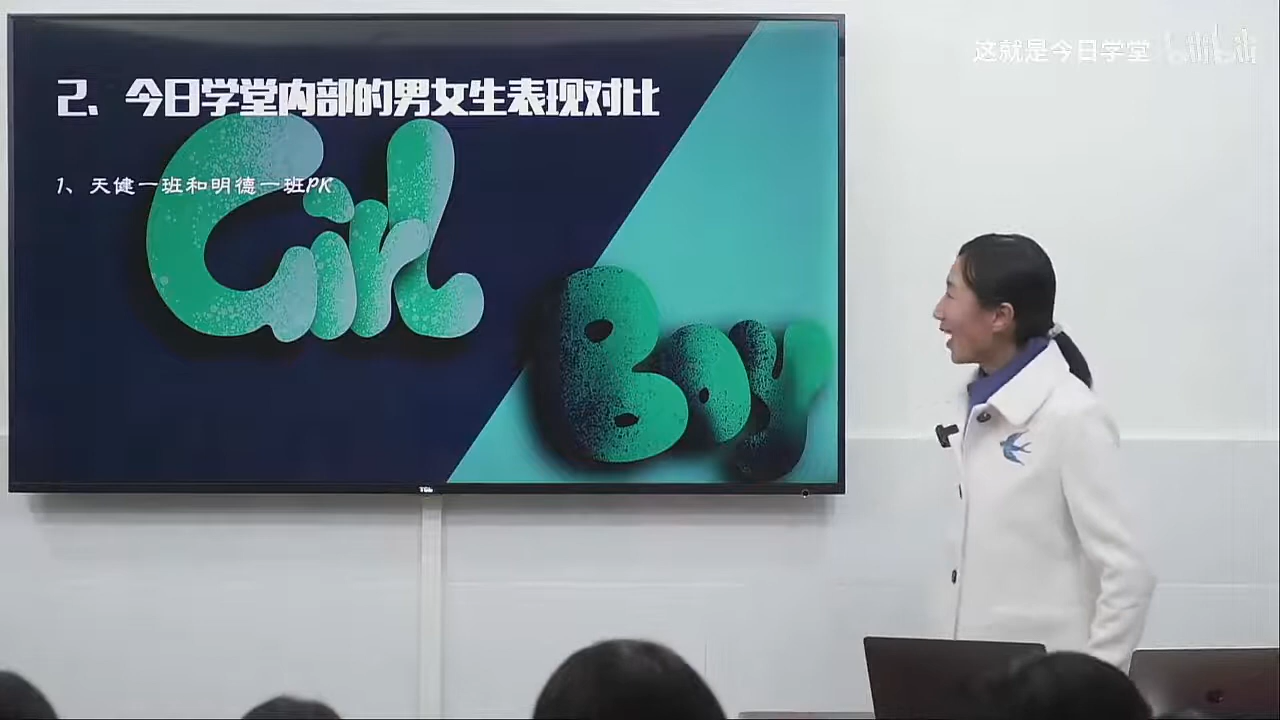 这就是今日学堂 bilibili
2、今日学堂内部的男女生表现对比
1、天健一班和明德一班PK
Girl
Boy